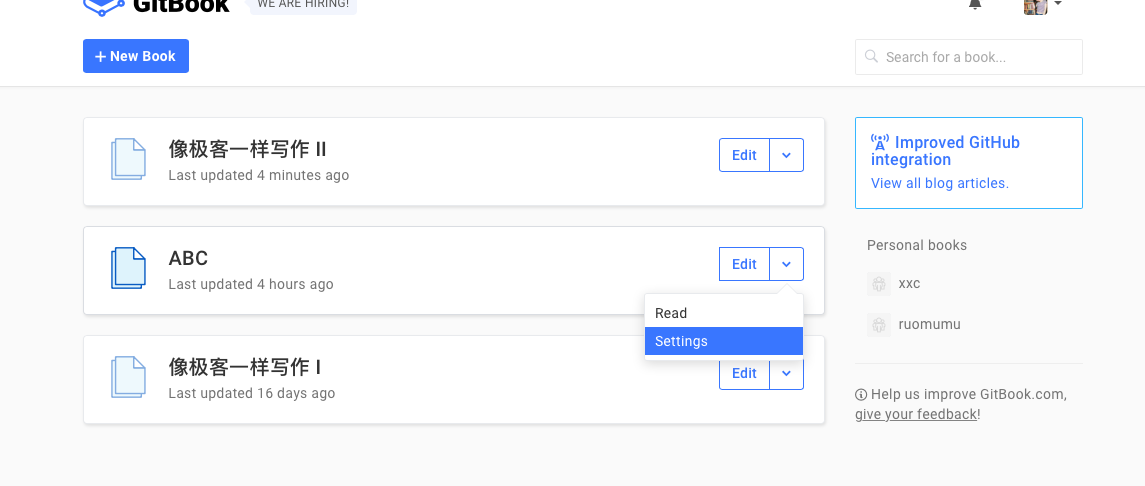 GitBook
WE ARE HIRING!
New Book
Search for a book...
像极客一样写作 II
Last updated 4 minutes ago
Edit
ABC
Last updated 4 hours ago
Edit
Read
Settings
像极客一样写作 I
Last updated 16 days ago
Edit
Improved GitHub
integration
View all blog articles.
Personal books
xxc
ruomumu
Help us improve GitBook.com,
give your feedback!